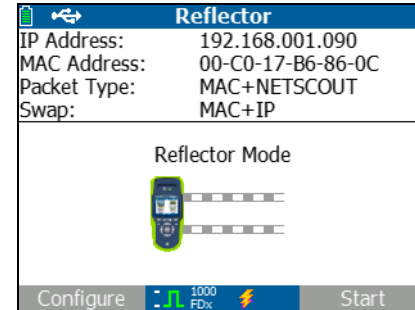 Reflector
IP Address: 192.168.001.090
MAC Address: 00-C0-17-B6-86-0C
Packet Type: MAC+NETSCOUT
Swap: MAC+IP
Reflector Mode
Configure 1000 FDx Start